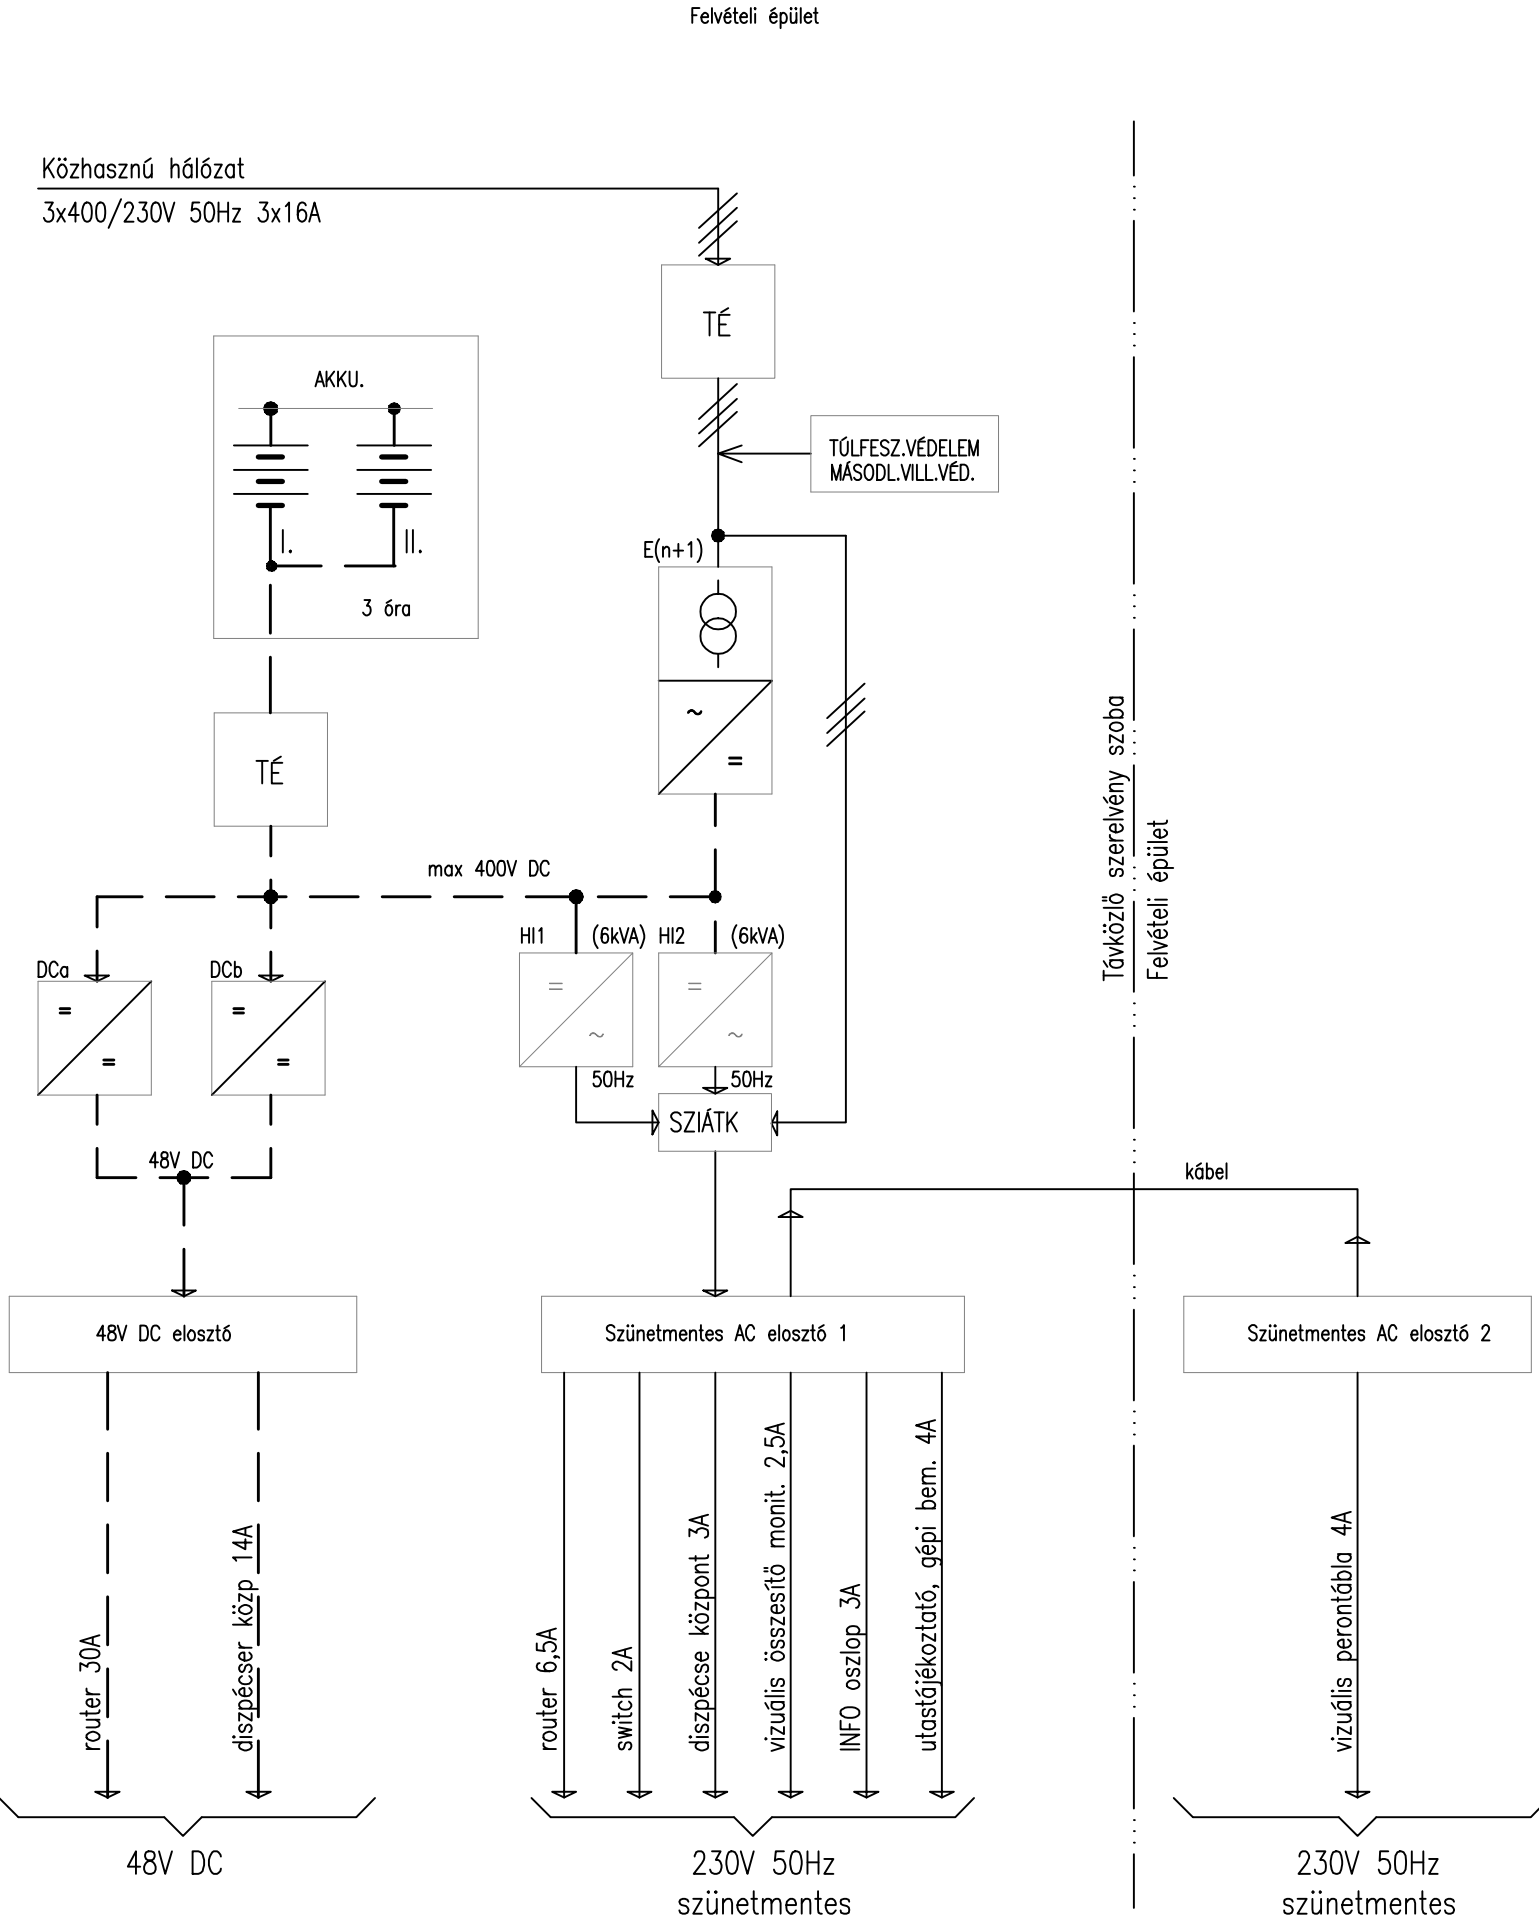 Felvételi épület
Közhasznú hálózat
3x400/230V 50Hz 3x16A
TÉ
AKKU.
TÚLFESZ.VÉDELEM
MÁSODL.VILL.VÉD.
I.
II.
E(n+1)
3 óra
~
=
TÉ
Távközlő szerelvény szoba
Felvételi épület
max 400V DC
HI1 (6kVA)
HI2 (6kVA)
DCa
DCb
=
=
=
=
=
~
=
~
50Hz
50Hz
SZIÁTK
48V DC
kábel
48V DC elosztó
Szünetmentes AC elosztó 1
Szünetmentes AC elosztó 2
router 30A
diszpécser közp 14A
router 6,5A
switch 2A
diszpécse központ 3A
vizuális összesítő monit. 2,5A
INFO oszlop 3A
utastájékoztató, gépi bem. 4A
vizuális perontábla 4A
48V DC
230V 50Hz
szünetmentes
230V 50Hz
szünetmentes